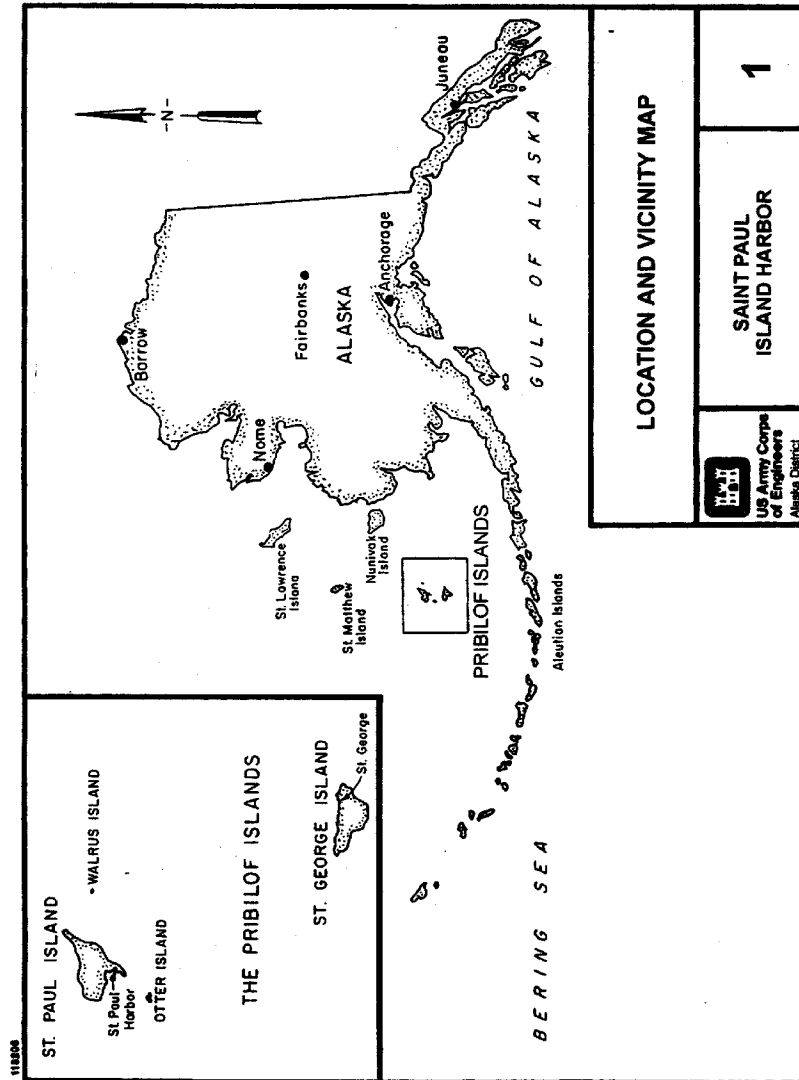 118206
ST. PAUL ISLAND
WALRUS ISLAND
St. Paul
Harbor
OTTER ISLAND
THE PRIBILOF ISLANDS
ST. GEORGE ISLAND
St. George
-N-
Barrow
Nome
Fairbanks
ALASKA
Anchorage
Juneau
St. Lawrence
Island
St. Matthew
Island
Nunivak
Island
PRIBILOF ISLANDS
Aleutian Islands
GULF OF ALASKA
BERING SEA
LOCATION AND VICINITY MAP
US Army Corps
of Engineers
Alaska District
SAINT PAUL
ISLAND HARBOR
1